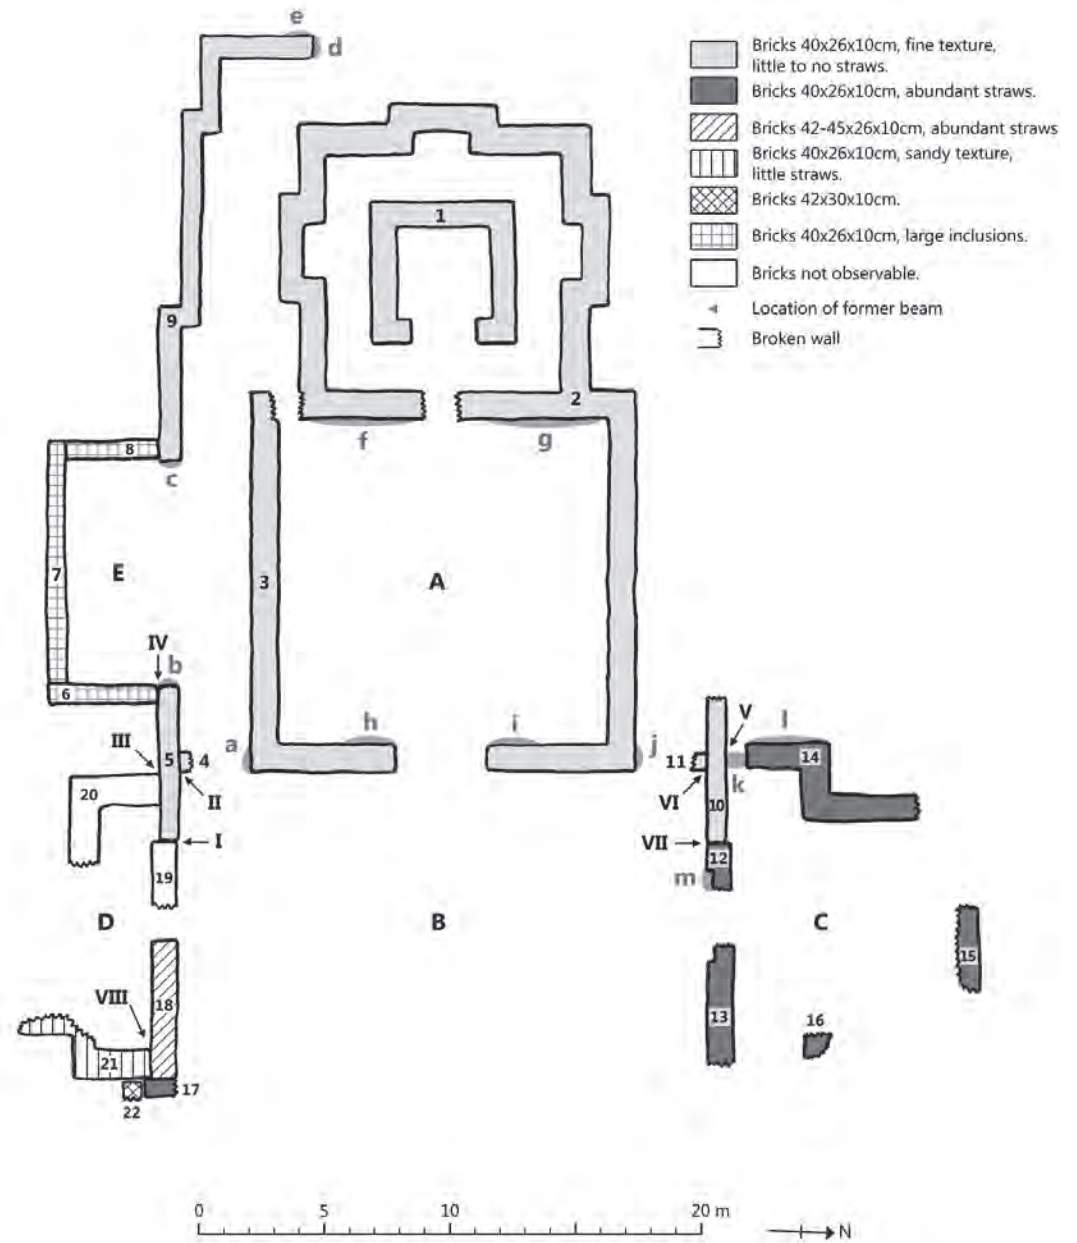 e
d
Bricks 40x26x10cm, fine texture,
little to no straws.
Bricks 40x26x10cm, abundant straws.
Bricks 42-45x26x10cm, abundant straws
Bricks 40x26x10cm, sandy texture,
little straws.
Bricks 42x30x10cm.
Bricks 40x26x10cm, large inclusions.
Bricks not observable.
Location of former beam
Broken wall
1
9
2
f
g
8
c
7
E
3
A
IV
b
6
h
i
V
l
III
a
j
5
4
11
14
k
20
II
VI
10
I
VII
12
19
m
D
B
C
15
VIII
18
13
16
21
17
22
0
5
10
20 m
N